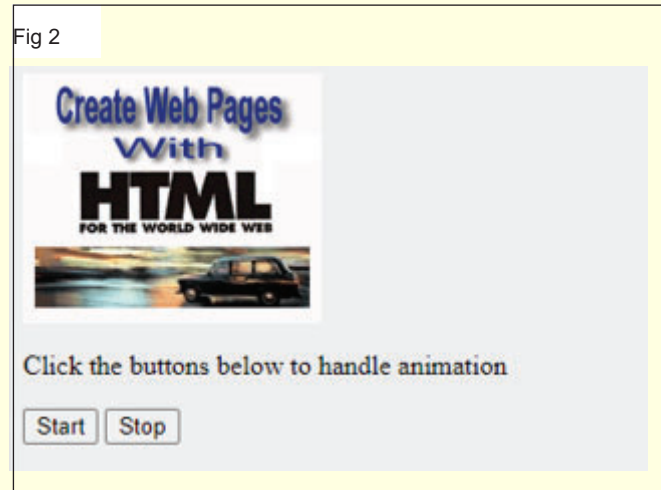 Fig 2
Create Web Pages
With
HTML
FOR THE WORLD WIDE WEB
Click the buttons below to handle animation
Start Stop